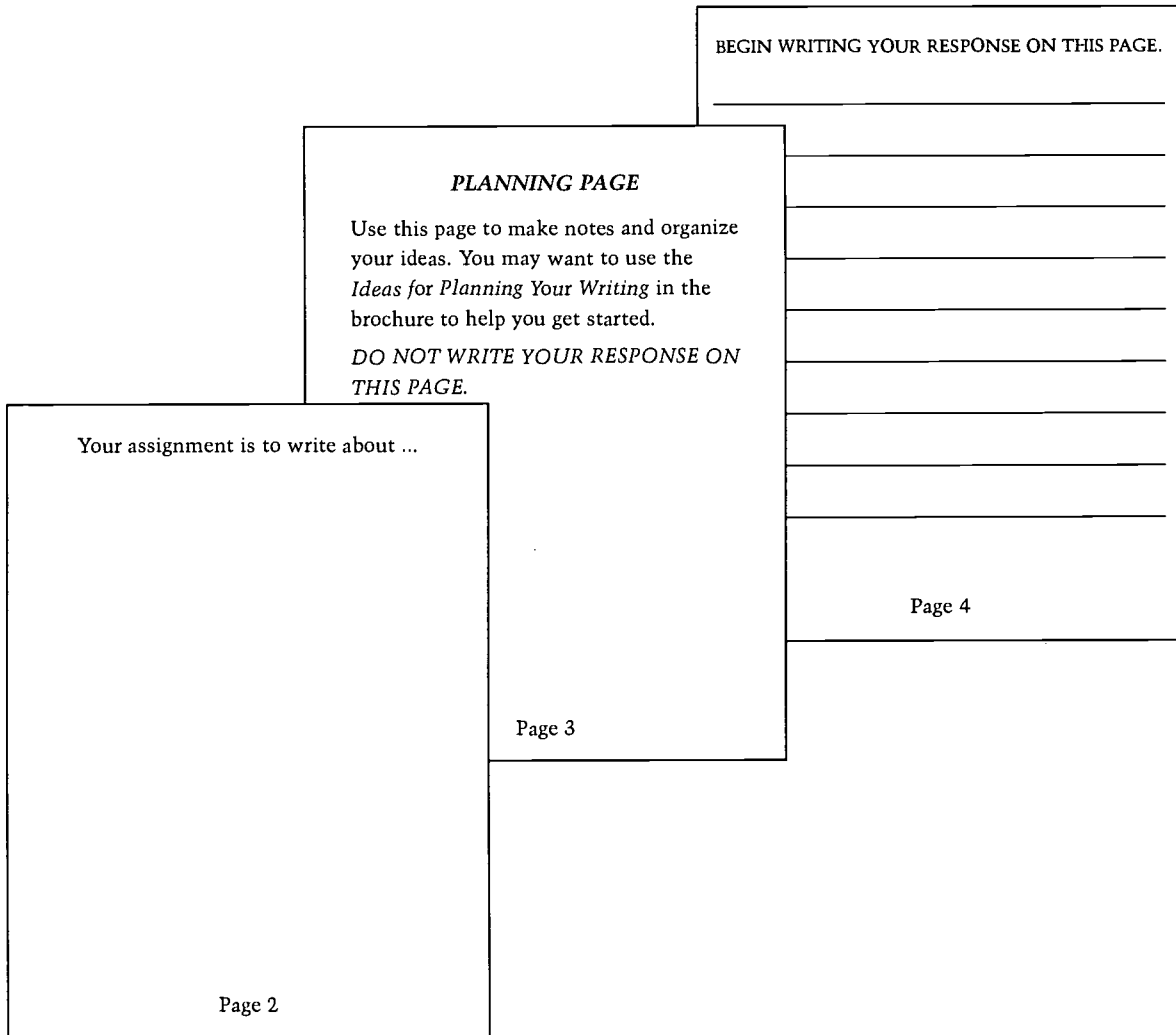 BEGIN WRITING YOUR RESPONSE ON THIS PAGE.
Page 4
PLANNING PAGE
Use this page to make notes and organize
your ideas. You may want to use the
Ideas for Planning Your Writing in the
brochure to help you get started.
DO NOT WRITE YOUR RESPONSE ON
THIS PAGE.
Page 3
Your assignment is to write about ...
Page 2